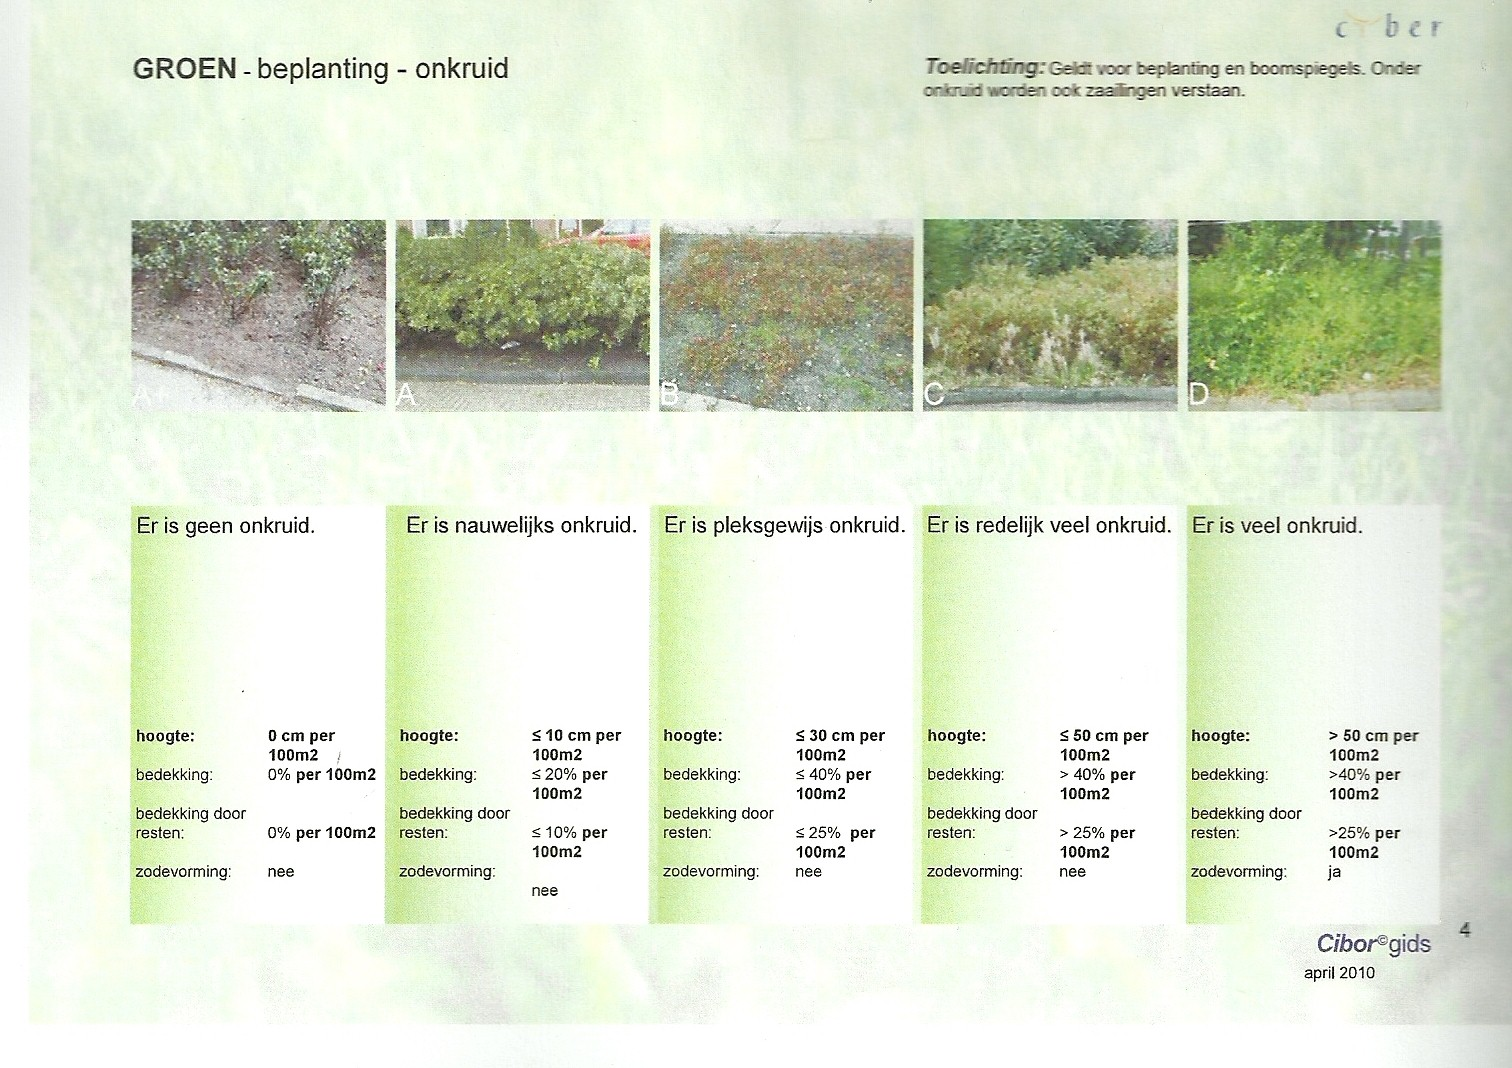 cyber
GROEN - beplanting - onkruid
Toelichting: Geldt voor beplanting en boomspiegels. Onder
onkruid worden ook zaailingen verstaan.
A+
A
B
C
D
Er is geen onkruid.
hoogte: 0 cm per
100m2
bedekking: 0% per 100m2
bedekking door
resten: 0% per 100m2
zodevorming: nee
Er is nauwelijks onkruid.
hoogte: ≤ 10 cm per
100m2
bedekking: ≤ 20% per
100m2
bedekking door
resten: ≤ 10% per
100m2
zodevorming:
nee
Er is pleksgewijs onkruid.
hoogte: ≤ 30 cm per
100m2
bedekking: ≤ 40% per
100m2
bedekking door
resten: ≤ 25% per
100m2
zodevorming: nee
Er is redelijk veel onkruid.
hoogte: ≤ 50 cm per
100m2
bedekking: > 40% per
100m2
bedekking door
resten: > 25% per
100m2
zodevorming: nee
Er is veel onkruid.
hoogte: > 50 cm per
100m2
bedekking: >40% per
100m2
bedekking door
resten: >25% per
100m2
zodevorming: ja
4
Cibor©gids
april 2010